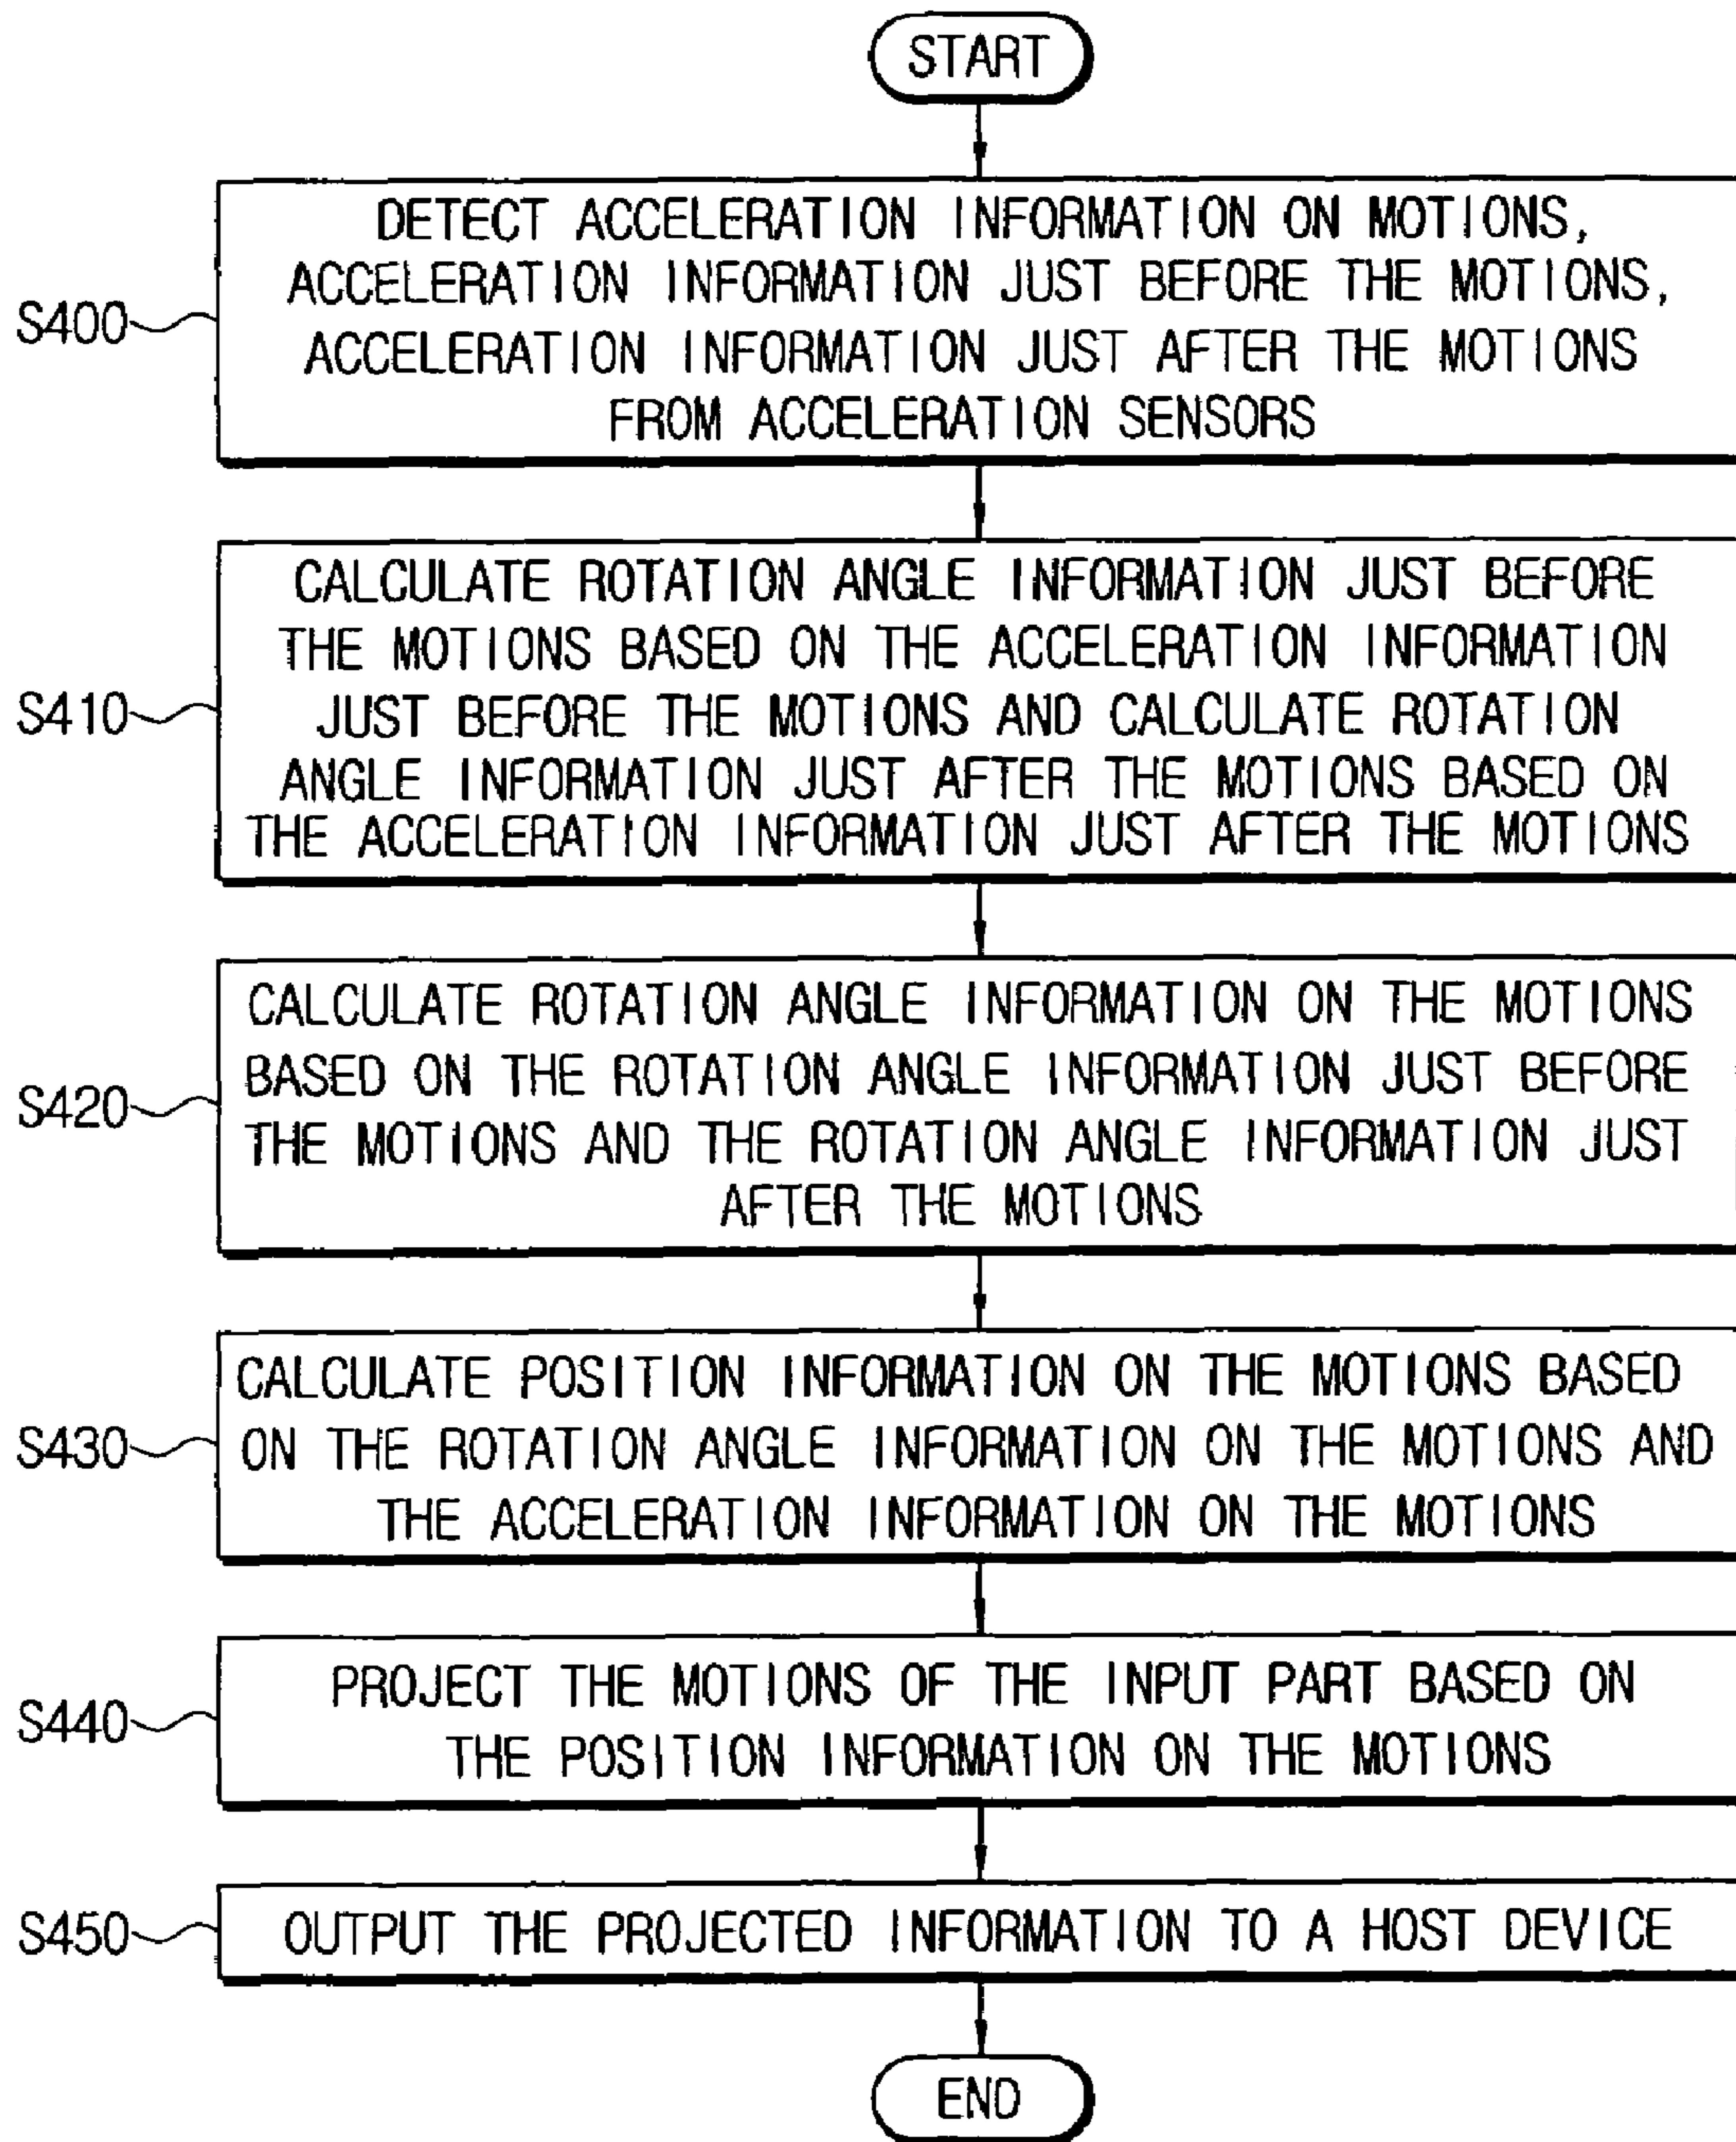 START
S400
DETECT ACCELERATION INFORMATION ON MOTIONS,
ACCELERATION INFORMATION JUST BEFORE THE MOTIONS,
ACCELERATION INFORMATION JUST AFTER THE MOTIONS
FROM ACCELERATION SENSORS
S410
CALCULATE ROTATION ANGLE INFORMATION JUST BEFORE
THE MOTIONS BASED ON THE ACCELERATION INFORMATION
JUST BEFORE THE MOTIONS AND CALCULATE ROTATION
ANGLE INFORMATION JUST AFTER THE MOTIONS BASED ON
THE ACCELERATION INFORMATION JUST AFTER THE MOTIONS
S420
CALCULATE ROTATION ANGLE INFORMATION ON THE MOTIONS
BASED ON THE ROTATION ANGLE INFORMATION JUST BEFORE
THE MOTIONS AND THE ROTATION ANGLE INFORMATION JUST
AFTER THE MOTIONS
S430
CALCULATE POSITION INFORMATION ON THE MOTIONS BASED
ON THE ROTATION ANGLE INFORMATION ON THE MOTIONS AND
THE ACCELERATION INFORMATION ON THE MOTIONS
S440
PROJECT THE MOTIONS OF THE INPUT PART BASED ON
THE POSITION INFORMATION ON THE MOTIONS
S450
OUTPUT THE PROJECTED INFORMATION TO A HOST DEVICE
END